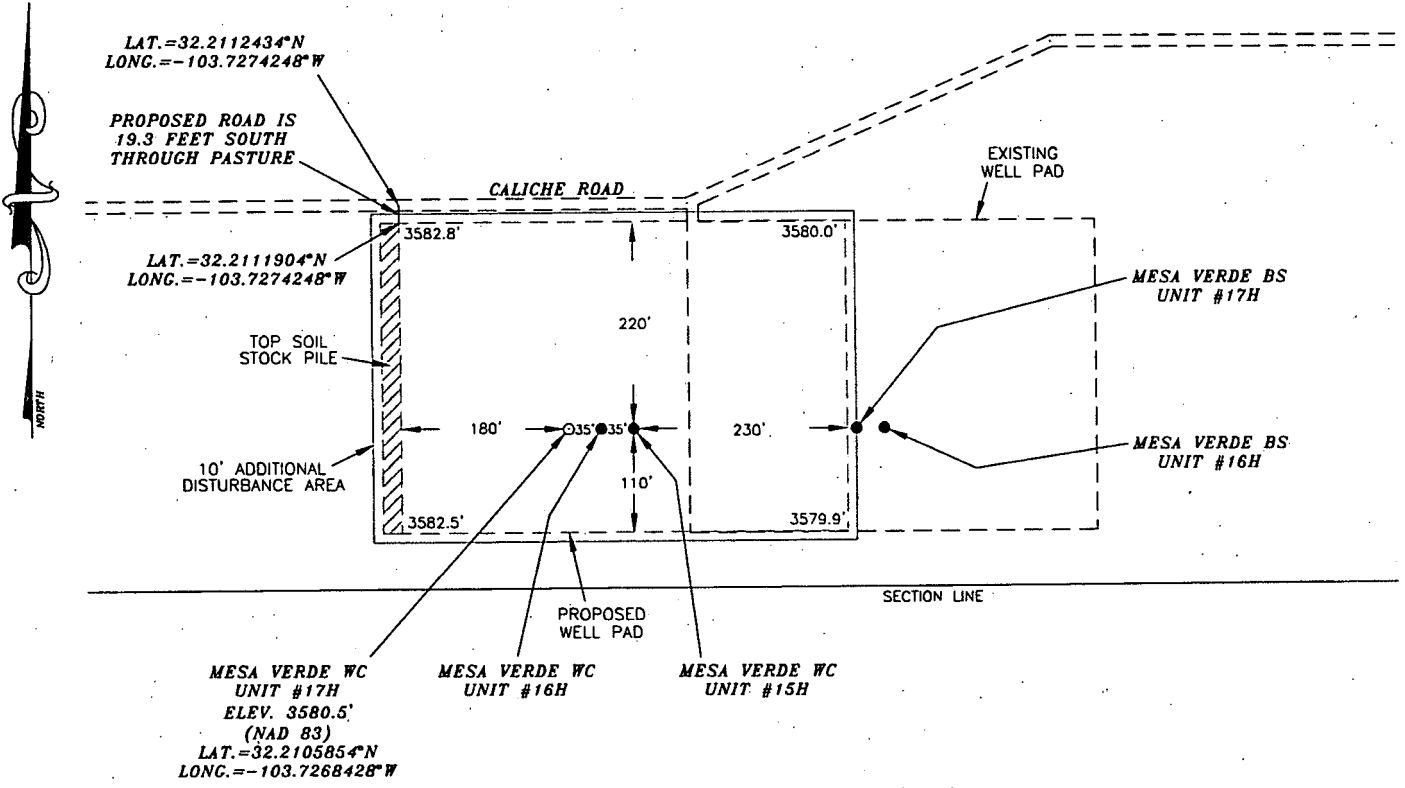 LAT.=32.2112434°N
LONG.=-103.7274248°W
PROPOSED ROAD IS
19.3 FEET SOUTH
THROUGH PASTURE
CALICHE ROAD
EXISTING
WELL PAD
3582.8'
3580.0'
LAT.=32.2111904°N
LONG.=-103.7274248°W
MESA VERDE BS
UNIT #17H
220'
TOP SOIL
STOCK PILE
NORTH
180'
35'
35'
230'
MESA VERDE BS
UNIT #16H
10' ADDITIONAL
DISTURBANCE AREA
110'
3582.5'
3579.9'
SECTION LINE
PROPOSED
WELL PAD
MESA VERDE WC
UNIT #17H
ELEV. 3580.5'
(NAD 83)
LAT.=32.2105854°N
LONG.=-103.7268428°W
MESA VERDE WC
UNIT #16H
MESA VERDE WC
UNIT #15H